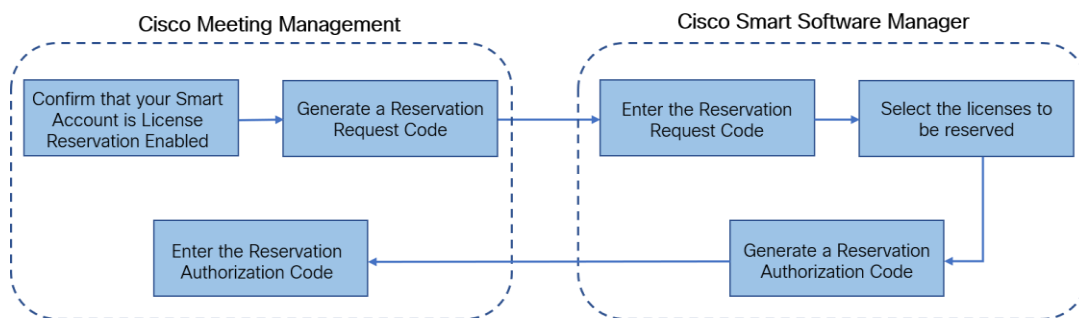 Cisco Meeting Management
Cisco Smart Software Manager
Confirm that your Smart
Account is License
Reservation Enabled
Generate a Reservation
Request Code
Enter the Reservation
Request Code
Select the licenses to
be reserved
Enter the Reservation
Authorization Code
Generate a Reservation
Authorization Code